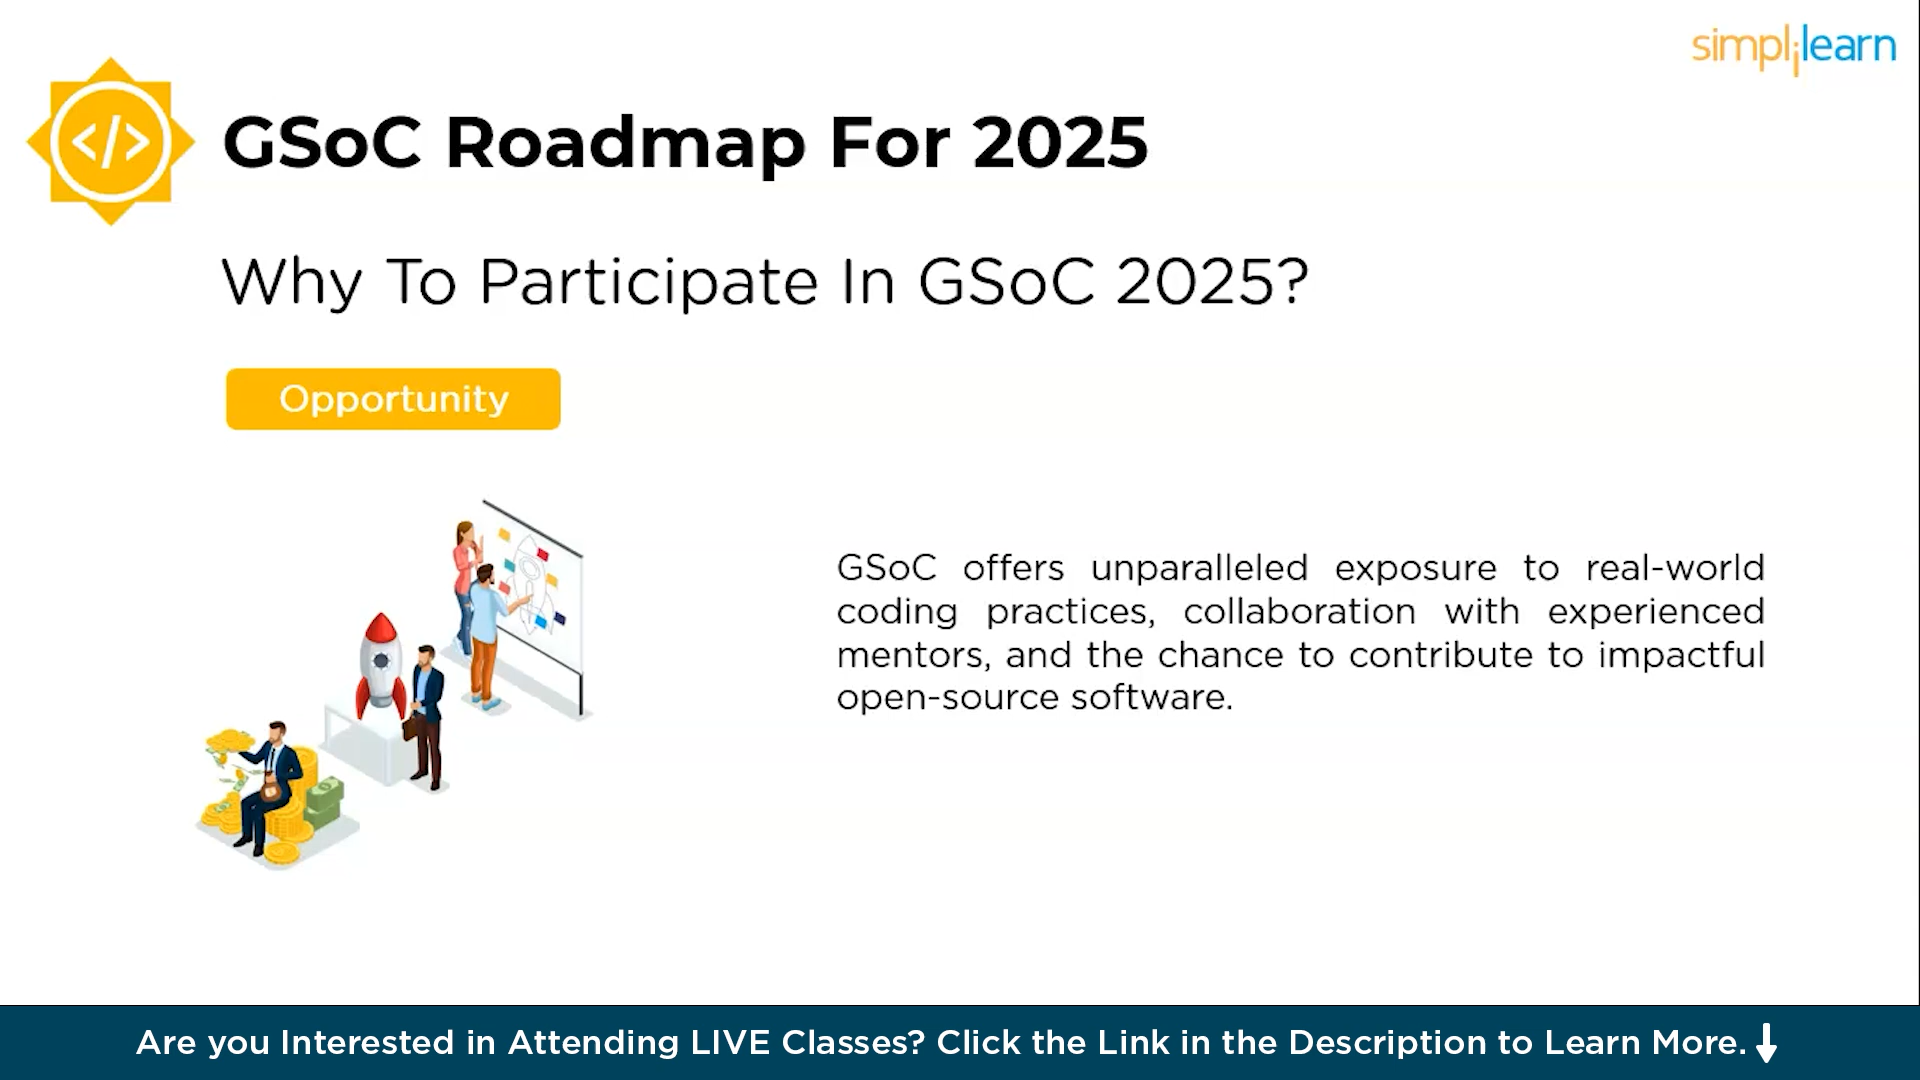 simplilearn
</>
GSoC Roadmap For 2025
Why To Participate In GSoC 2025?
Opportunity
GSoC offers unparalleled exposure to real-world
coding practices, collaboration with experienced
mentors, and the chance to contribute to impactful
open-source software.
Are you Interested in Attending LIVE Classes? Click the Link in the Description to Learn More.